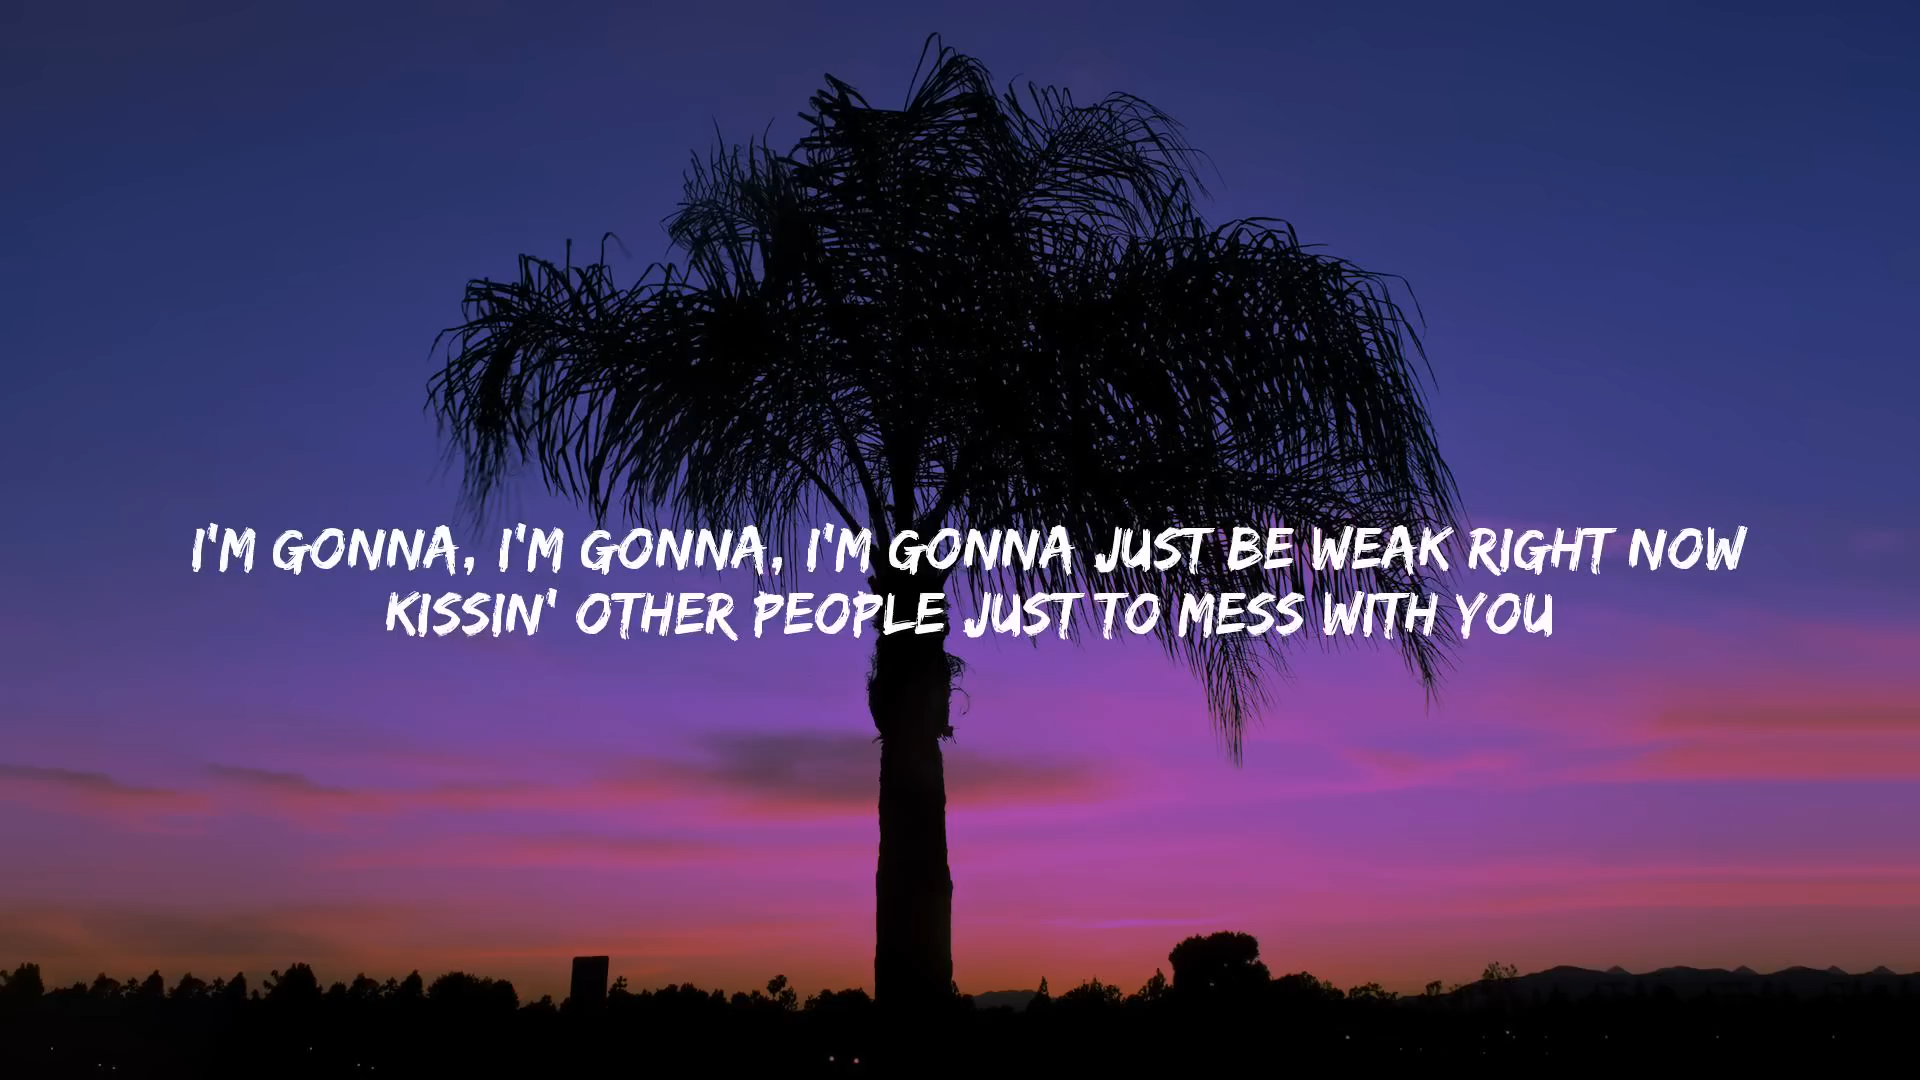 I'M GONNA, I'M GONNA, I'M GONNA JUST BE WEAK RIGHT NOW
KISSIN' OTHER PEOPLE JUST TO MESS WITH YOU